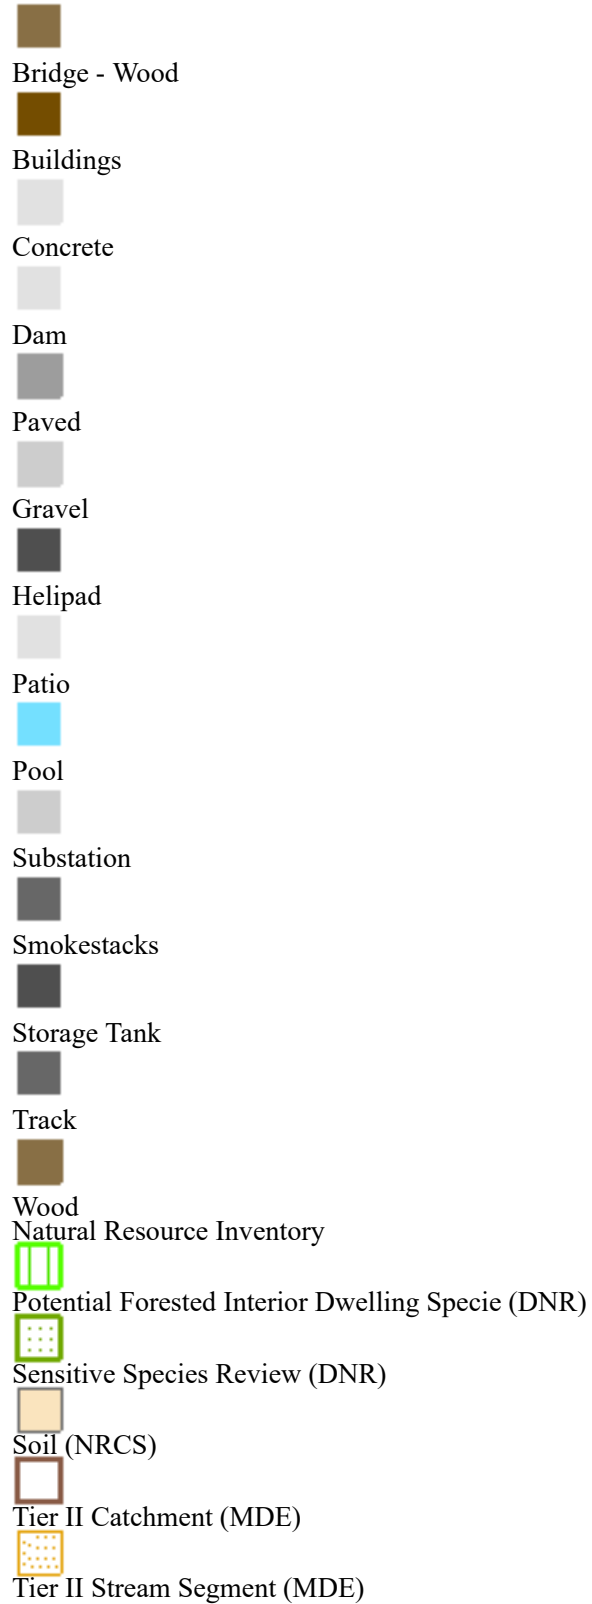 Bridge - Wood
Buildings
Concrete
Dam
Paved
Gravel
Helipad
Patio
Pool
Substation
Smokestacks
Storage Tank
Track
Wood
Natural Resource Inventory
Potential Forested Interior Dwelling Specie (DNR)
Sensitive Species Review (DNR)
Soil (NRCS)
Tier II Catchment (MDE)
Tier II Stream Segment (MDE)